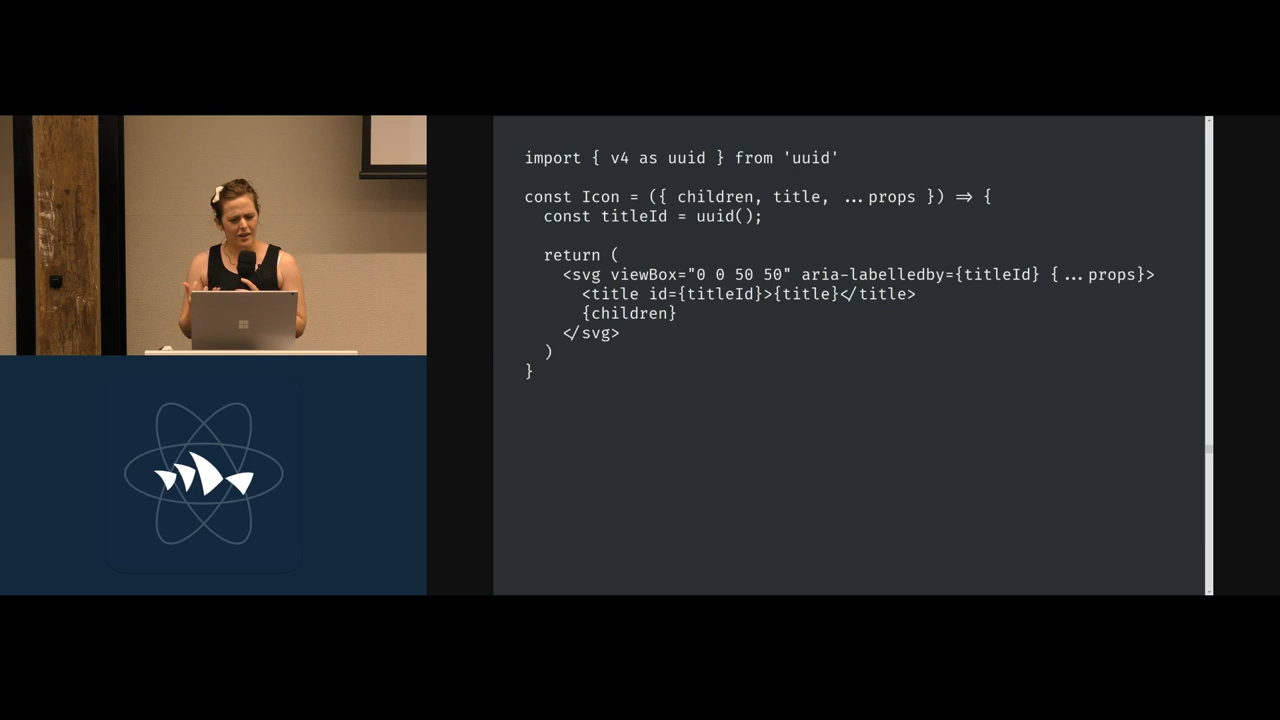 import { v4 as uuid } from 'uuid'
const Icon = ({ children, title, ...props }) => {
const titleId = uuid();
return (
<svg viewBox="0 0 50 50" aria-labelledby={titleId} {...props}>
<title id={titleId}>{title}</title>
{children}
</svg>
)
}